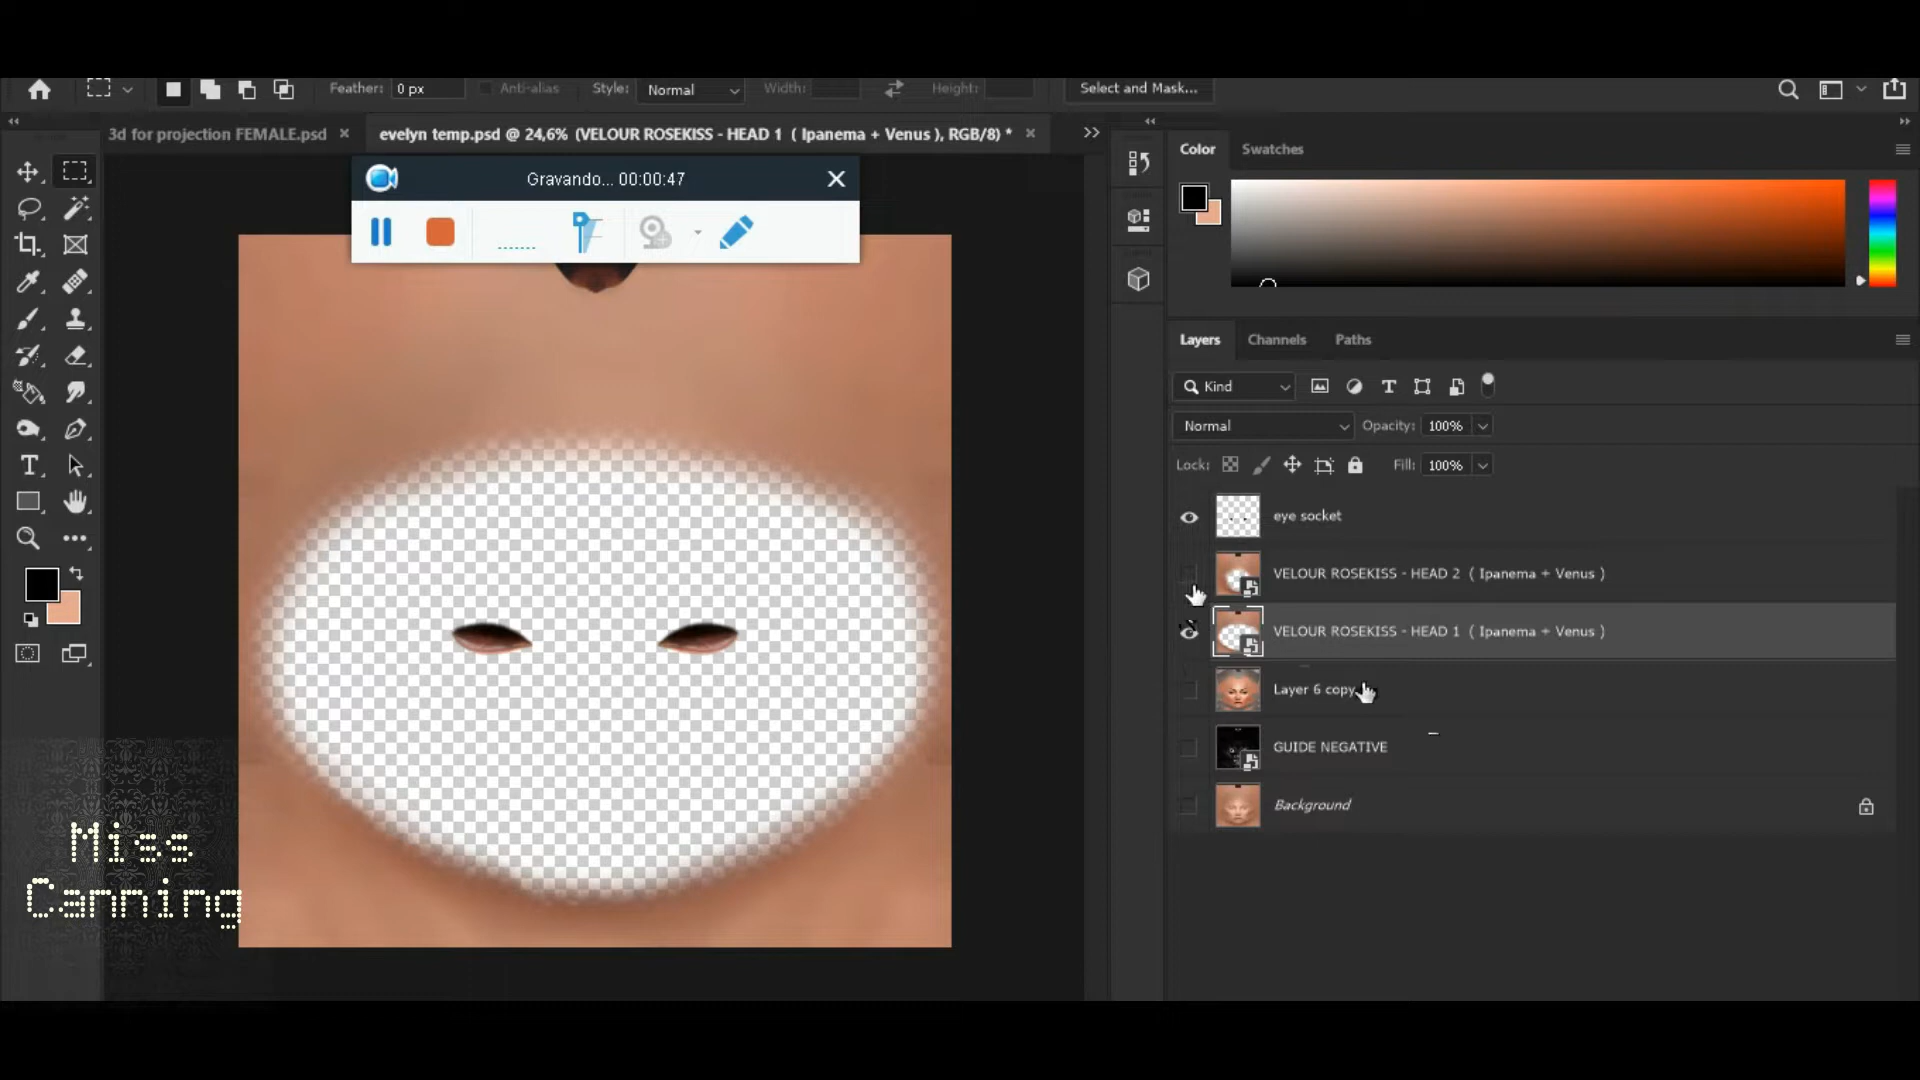 Feather: 0 px Anti-alias Style: Normal Width: Height: Select and Mask...
3d for projection FEMALE.psd evelyn temp.psd @ 24,6% (VELOUR ROSEKISS - HEAD 1 ( Ipanema + Venus ), RGB/8) *
Gravando... 00:00:47
Color Swatches
Layers Channels Paths
Kind
Normal Opacity: 100%
Lock: Fill: 100%
eye socket
VELOUR ROSEKISS - HEAD 2 ( Ipanema + Venus )
VELOUR ROSEKISS - HEAD 1 ( Ipanema + Venus )
Layer 6 copy
GUIDE NEGATIVE
Background
Miss
Canning